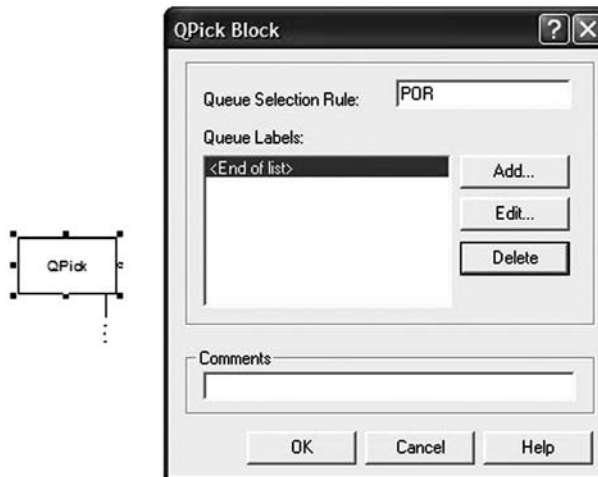 QPick Block
Queue Selection Rule: POR
Queue Labels:
<End of list>
Add...
Edit...
Delete
QPick
Comments
OK Cancel Help